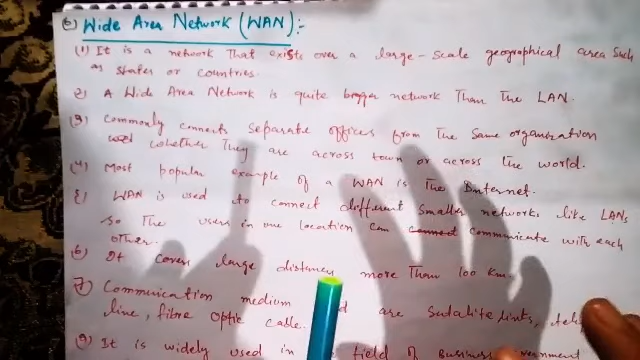 ⑥ Wide Area Network (WAN):-
(1) It is a network That exists over a large-scale geographical area Such
as States or Countries.
2) A Wide Area Network is quite bigger network Than The LAN.
(3) Commonly connects Separate offices from The Same organization
whether They are across town or across The world.
(4) Most popular example of a WAN is The Internet.
5) WAN is used to connect different Smaller networks like LANs
So The users in one location can communicate with each
other.
6) It covers large distances more Than 100 Km.
7) Communication medium are Satalite links,
line, fibre optic cable.
It is widely used in field of Business